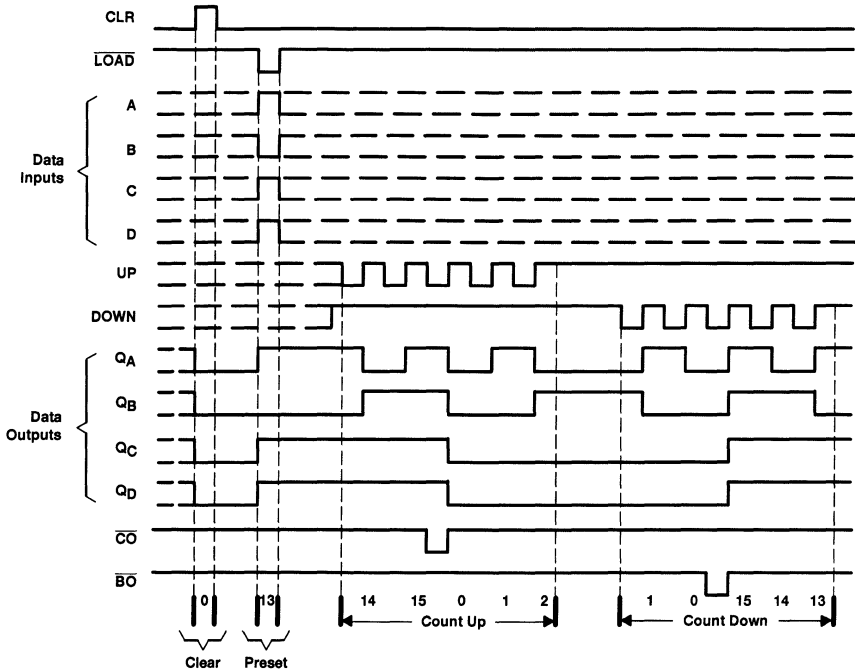 CLR
LOAD
A
B
C
D
Data
Inputs
UP
DOWN
QA
QB
QC
QD
Data
Outputs
CO
BO
0 13 14 15 0 1 2 1 0 15 14 13
Count Up Count Down
Clear Preset